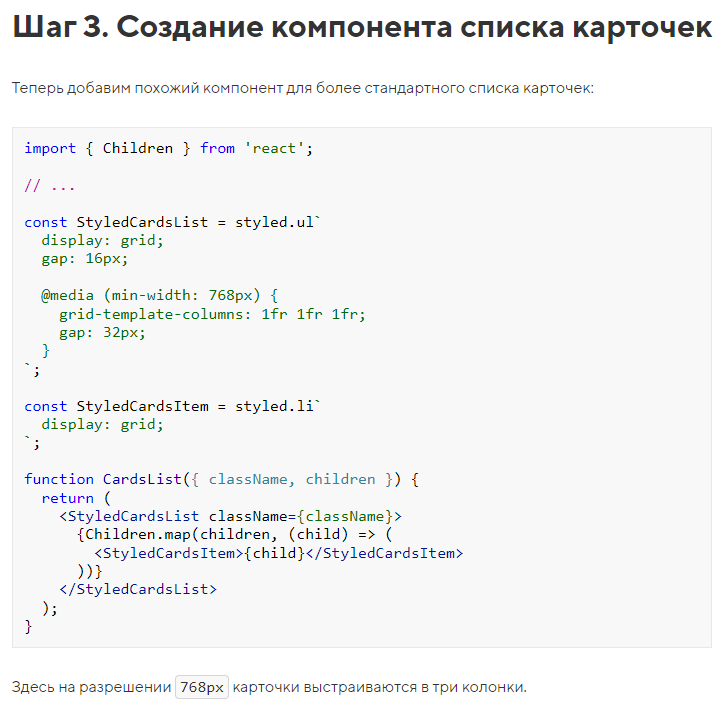 Шаг 3. Создание компонента списка карточек
Теперь добавим похожий компонент для более стандартного списка карточек:
import { Children } from 'react';
// ...
const StyledCardsList = styled.ul`
  display: grid;
  gap: 16px;
  @media (min-width: 768px) {
    grid-template-columns: 1fr 1fr 1fr;
    gap: 32px;
  }
`;
const StyledCardsItem = styled.li`
  display: grid;
`;
function CardsList({ className, children }) {
  return (
    <StyledCardsList className={className}>
      {Children.map(children, (child) => (
        <StyledCardsItem>{child}</StyledCardsItem>
      ))}
    </StyledCardsList>
  );
}
Здесь на разрешении 768px карточки выстраиваются в три колонки.